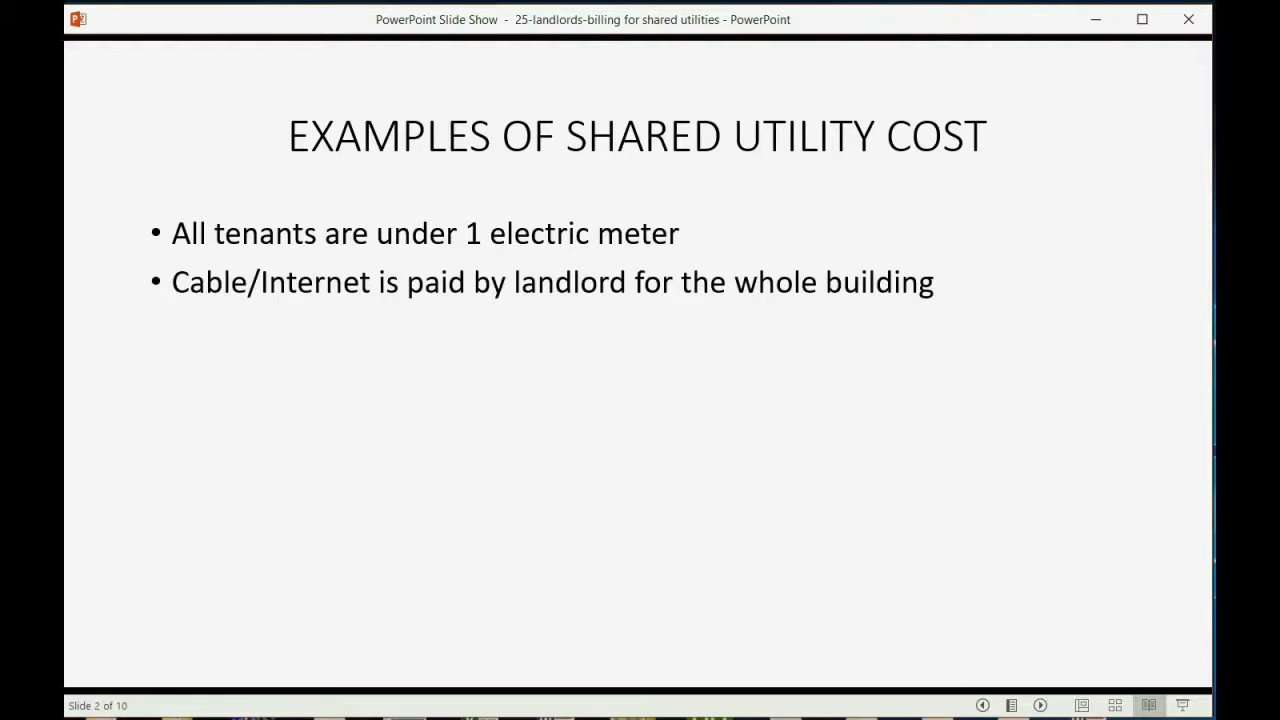 PowerPoint Slide Show - 25-landlords-billing for shared utilities - PowerPoint
EXAMPLES OF SHARED UTILITY COST
• All tenants are under 1 electric meter
• Cable/Internet is paid by landlord for the whole building
Slide 2 of 10